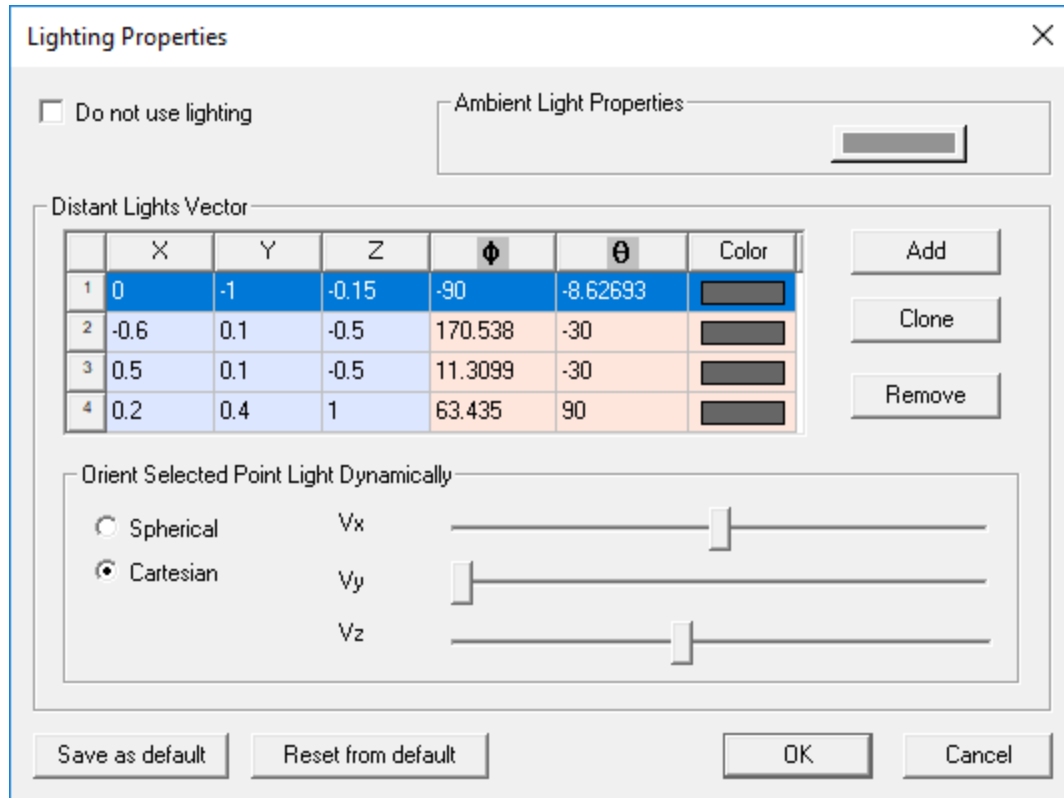 Lighting Properties
Do not use lighting
Ambient Light Properties
Distant Lights Vector
X Y Z ϕ θ Color
1 0 -1 -0.15 -90 -8.62693
2 -0.6 0.1 -0.5 170.538 -30
3 0.5 0.1 -0.5 11.3099 -30
4 0.2 0.4 1 63.435 90
Add
Clone
Remove
Orient Selected Point Light Dynamically
Spherical
Cartesian
Vx
Vy
Vz
Save as default
Reset from default
OK
Cancel